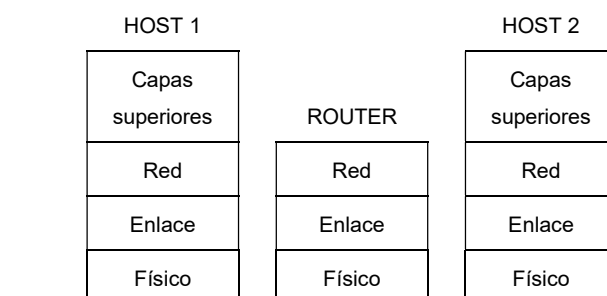 HOST 1
HOST 2
Capas
superiores
Capas
superiores
ROUTER
Red
Red
Red
Enlace
Enlace
Enlace
Físico
Físico
Físico